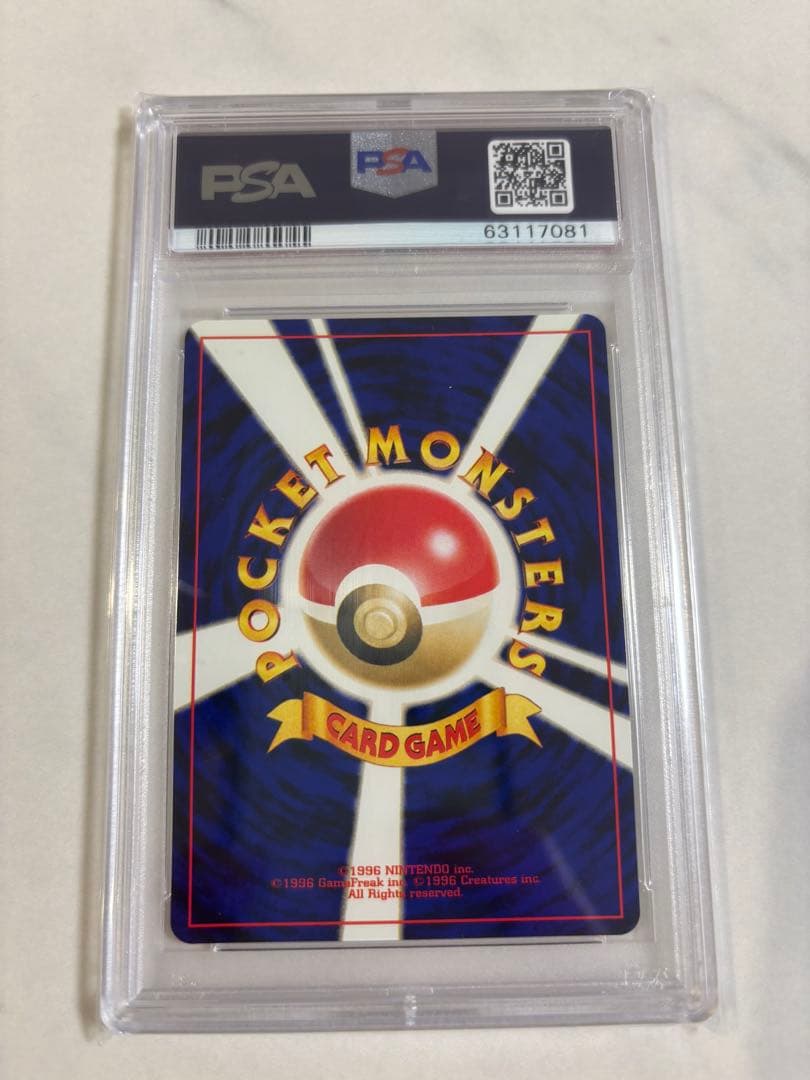 PSA
PSA
63117081
POCKET MONSTERS
CARD GAME
©1996 NINTENDO inc.
©1996 GameFreak inc. ©1996 Creatures inc.
All Rights reserved.